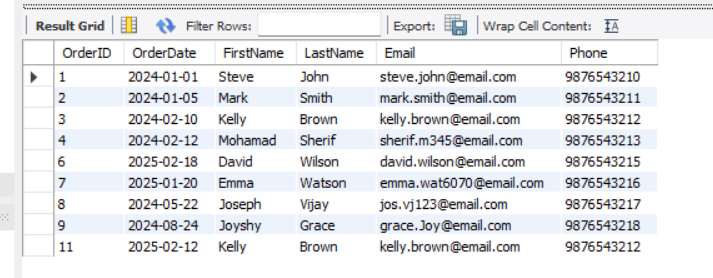 Result Grid Filter Rows: Export: Wrap Cell Content: IA
OrderID OrderDate FirstName LastName Email Phone
1 2024-01-01 Steve John steve.john@email.com 9876543210
2 2024-01-05 Mark Smith mark.smith@email.com 9876543211
3 2024-02-10 Kelly Brown kelly.brown@email.com 9876543212
4 2024-02-12 Mohamad Sherif sherif.m345@email.com 9876543213
6 2025-02-18 David Wilson david.wilson@email.com 9876543215
7 2025-01-20 Emma Watson emma.wat6070@email.com 9876543216
8 2024-05-22 Joseph Vijay jos.vj123@email.com 9876543217
9 2024-08-24 Joyshy Grace grace.Joy@email.com 9876543218
11 2025-02-12 Kelly Brown kelly.brown@email.com 9876543212